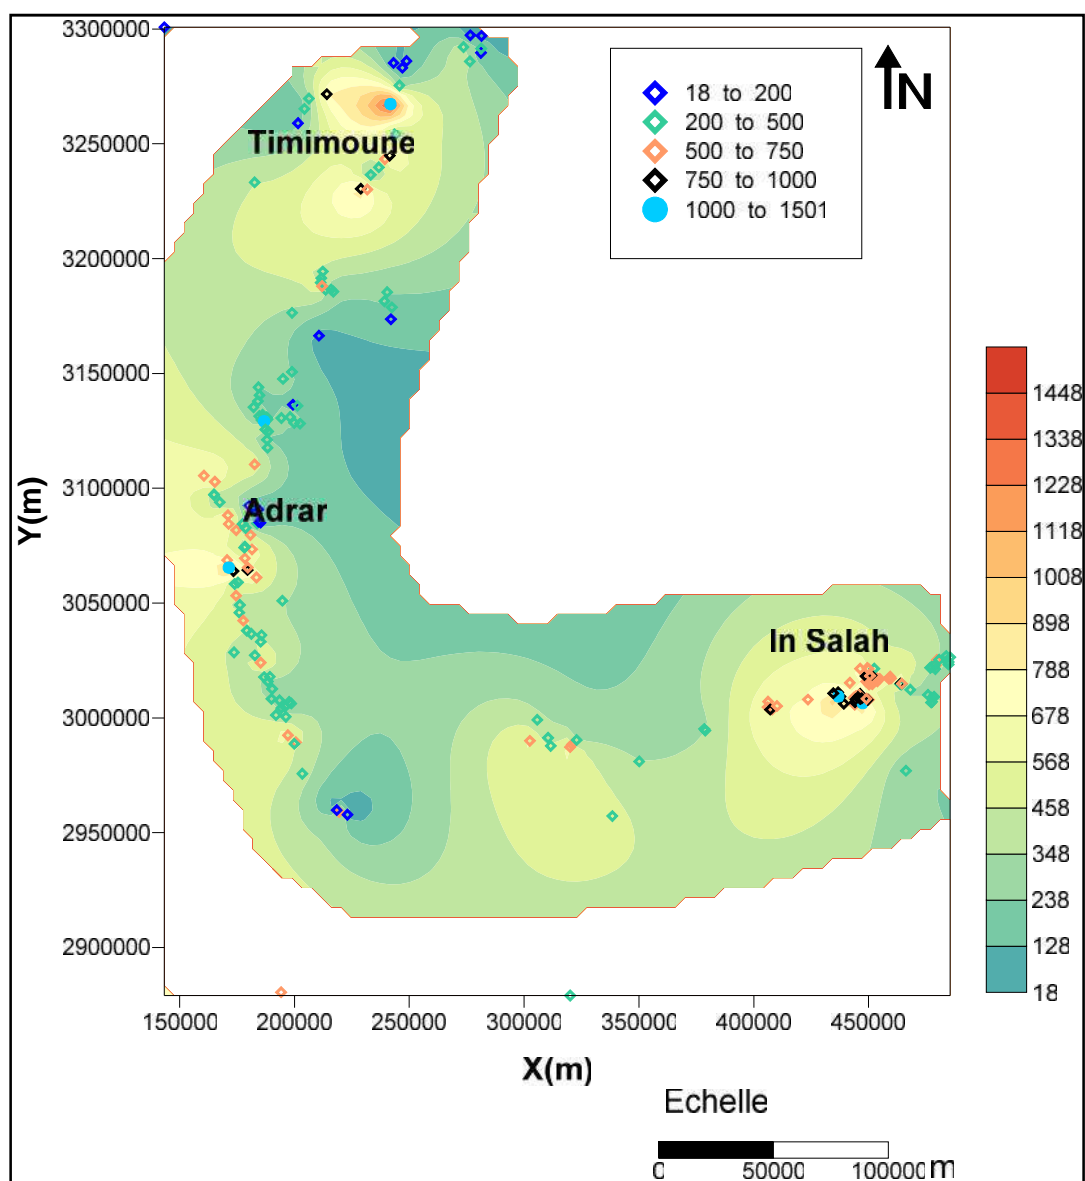 3300000
3250000
3200000
3150000
3100000
3050000
3000000
2950000
2900000
Y(m)
N
18 to 200
200 to 500
500 to 750
750 to 1000
1000 to 1501
Timimoune
Adrar
In Salah
1448
1338
1228
1118
1008
898
788
678
568
458
348
238
128
18
150000 200000 250000 300000 350000 400000 450000
X(m)
Echelle
0 50000 100000 m